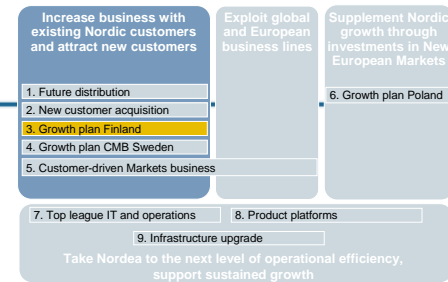 Increase business with
existing Nordic customers
and attract new customers
1. Future distribution
2. New customer acquisition
3. Growth plan Finland
4. Growth plan CMB Sweden
5. Customer-driven Markets business
Exploit global
and European
business lines
Supplement Nordic
growth through
investments in New
European Markets
6. Growth plan Poland
7. Top league IT and operations
8. Product platforms
9. Infrastructure upgrade
Take Nordea to the next level of operational efficiency,
support sustained growth